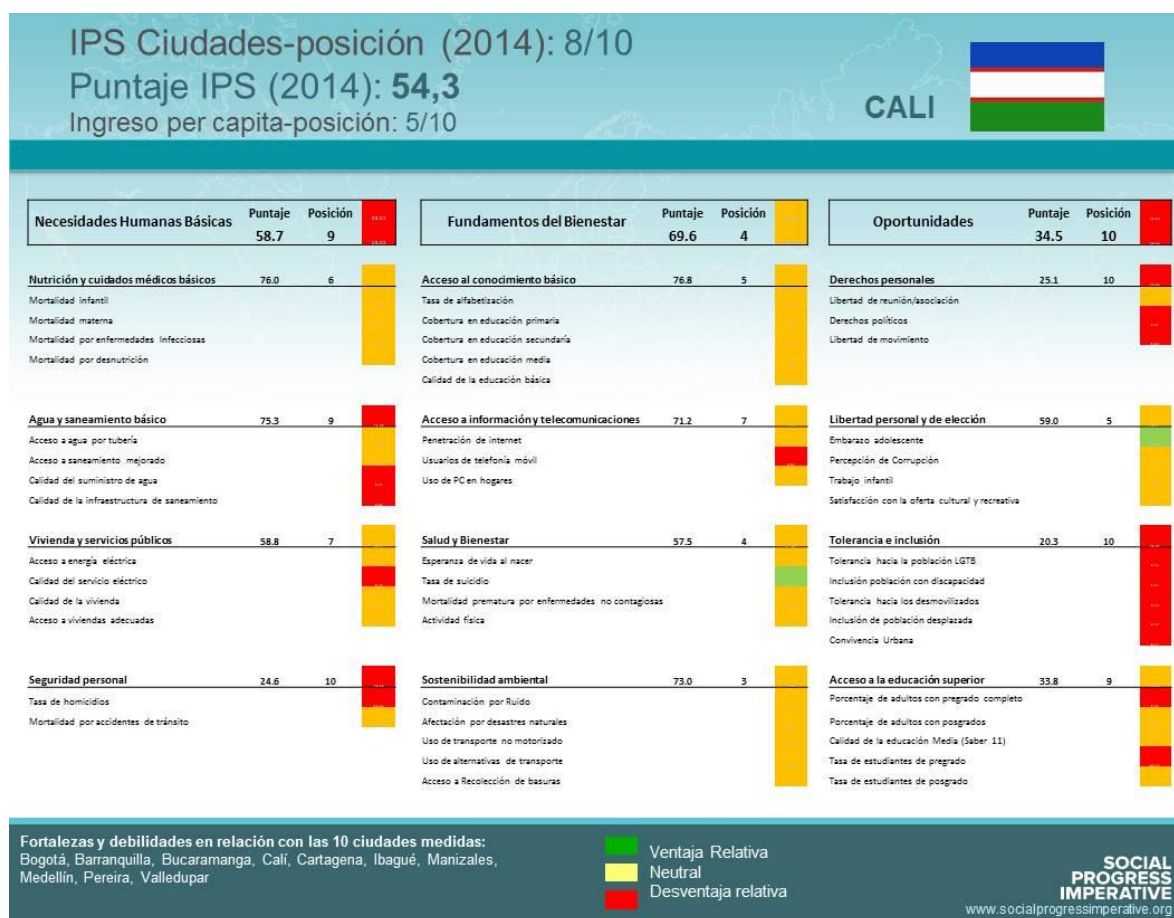 IPS Ciudades-posición (2014): 8/10
Puntaje IPS (2014): 54,3
Ingreso per capita-posición: 5/10
CALI
Necesidades Humanas Básicas Puntaje Posición
58.7 9
Nutrición y cuidados médicos básicos 76.0 6
Mortalidad infantil
Mortalidad materna
Mortalidad por enfermedades Infecciosas
Mortalidad por desnutrición
Agua y saneamiento básico 75.3 9
Acceso a agua por tubería
Acceso a saneamiento mejorado
Calidad del suministro de agua
Calidad de la infraestructura de saneamiento
Vivienda y servicios públicos 58.8 7
Acceso a energía eléctrica
Calidad del servicio eléctrico
Calidad de la vivienda
Acceso a viviendas adecuadas
Seguridad personal 24.6 10
Tasa de homicidios
Mortalidad por accidentes de tránsito
Fundamentos del Bienestar Puntaje Posición
69.6 4
Acceso al conocimiento básico 76.8 5
Tasa de alfabetización
Cobertura en educación primaria
Cobertura en educación secundaría
Cobertura en educación media
Calidad de la educación básica
Acceso a información y telecomunicaciones 71.2 7
Penetración de internet
Usuarios de telefonía móvil
Uso de PC en hogares
Salud y Bienestar 57.5 4
Esperanza de vida al nacer
Tasa de suicidio
Mortalidad prematura por enfermedades no contagiosas
Actividad física
Sostenibilidad ambiental 73.0 3
Contaminación por Ruido
Afectación por desastres naturales
Uso de transporte no motorizado
Uso de alternativas de transporte
Acceso a Recolección de basuras
Oportunidades Puntaje Posición
34.5 10
Derechos personales 25.1 10
Libertad de reunión/asociación
Derechos políticos
Libertad de movimiento
Libertad personal y de elección 59.0 5
Embarazo adolescente
Percepción de Corrupción
Trabajo infantil
Satisfacción con la oferta cultural y recreativa
Tolerancia e inclusión 20.3 10
Tolerancia hacia la población LGTB
Inclusión población con discapacidad
Tolerancia hacia los desmovilizados
Inclusión de población desplazada
Convivencia Urbana
Acceso a la educación superior 33.8 9
Porcentaje de adultos con pregrado completo
Porcentaje de adultos con posgrados
Calidad de la educación Media (Saber 11)
Tasa de estudiantes de pregrado
Tasa de estudiantes de posgrado
Fortalezas y debilidades en relación con las 10 ciudades medidas:
Bogotá, Barranquilla, Bucaramanga, Calí, Cartagena, Ibagué, Manizales,
Medellín, Pereira, Valledupar
Ventaja Relativa
Neutral
Desventaja relativa
SOCIAL
PROGRESS
IMPERATIVE
www.socialprogressimperative.org